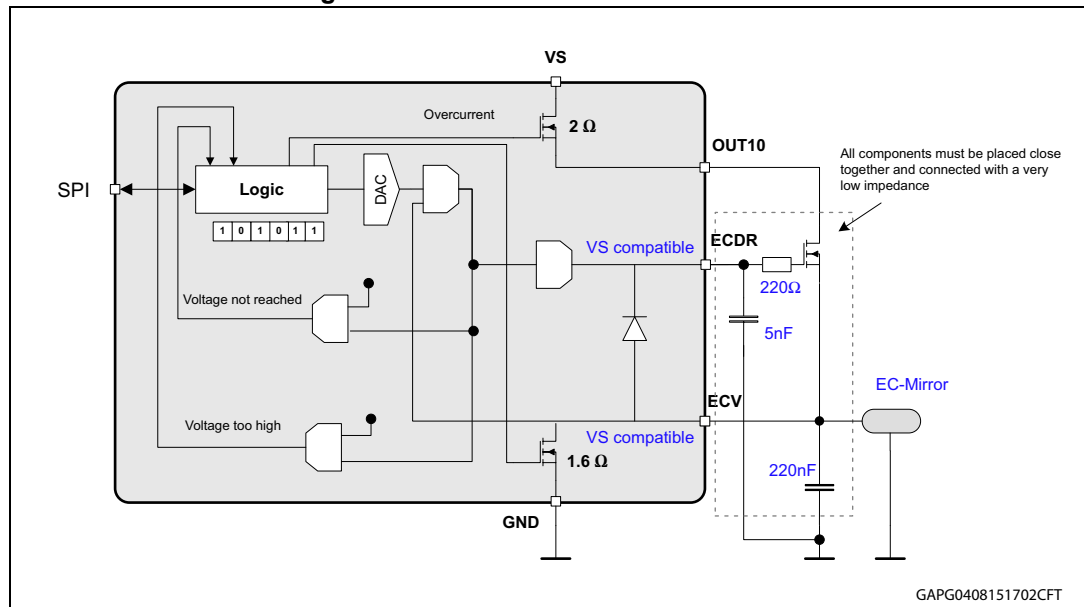 VS
Overcurrent
2 Ω
OUT10
All components must be placed close
together and connected with a very
low impedance
SPI
Logic
DAC
1 0 1 0 1 1
VS compatible
ECDR
220Ω
Voltage not reached
5nF
EC-Mirror
ECV
Voltage too high
VS compatible
1.6 Ω
220nF
GND
GAPG0408151702CFT